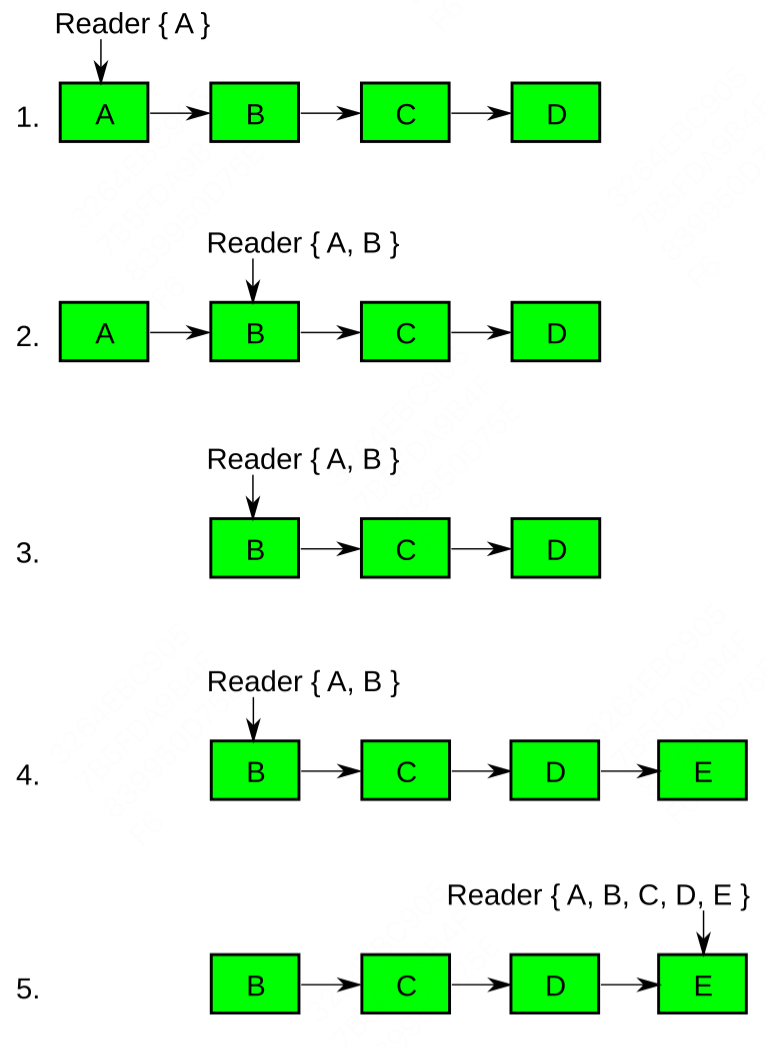 Reader { A }
1. A B C D
Reader { A, B }
2. A B C D
Reader { A, B }
3. B C D
Reader { A, B }
4. B C D E
Reader { A, B, C, D, E }
5. B C D E